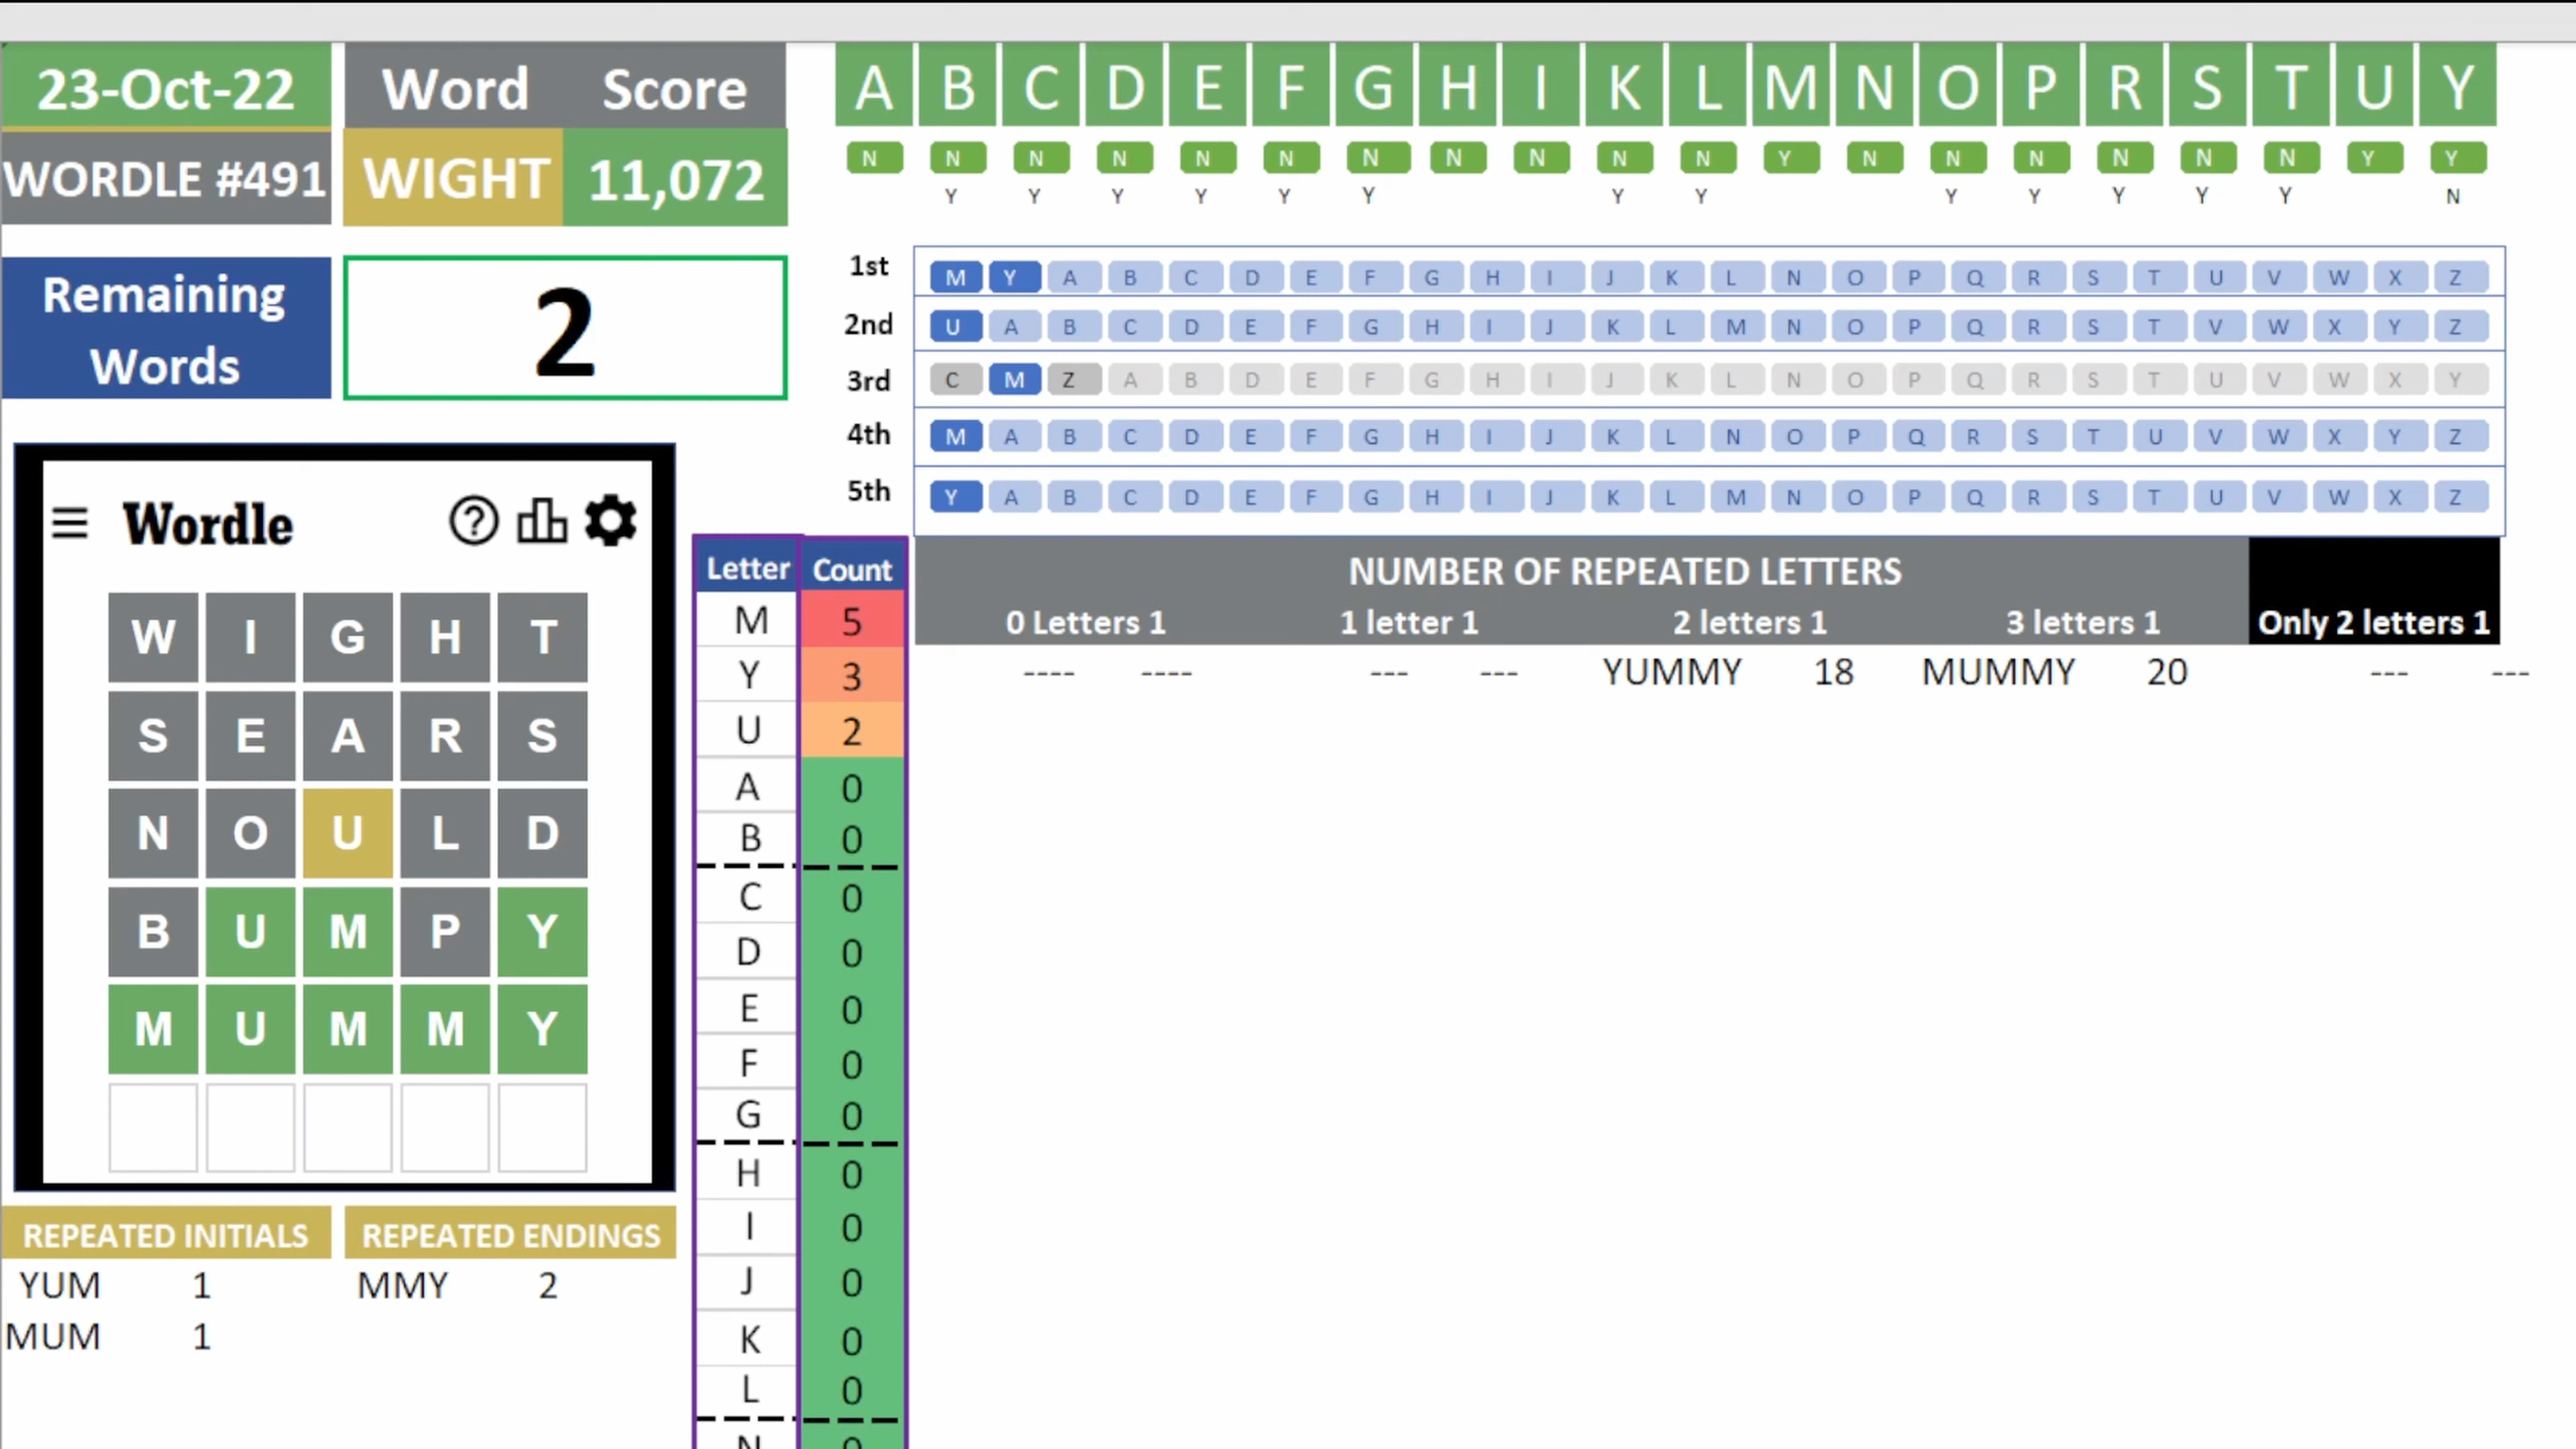 23-Oct-22 Word Score
WORDLE #491 WIGHT 11,072
A B C D E F G H I K L M N O P R S T U Y
N N N N N N N N N N N Y N N N N N N Y Y
Y Y Y Y Y Y Y Y Y Y Y Y Y N
Remaining Words
2
1st M Y A B C D E F G H I J K L N O P Q R S T U V W X Z
2nd U A B C D E F G H I J K L M N O P Q R S T V W X Y Z
3rd C M Z A B D E F G H I J K L N O P Q R S T U V W X Y
4th M A B C D E F G H I J K L N O P Q R S T U V W X Y Z
5th Y A B C D E F G H I J K L M N O P Q R S T U V W X Z
Wordle
W I G H T
S E A R S
N O U L D
B U M P Y
M U M M Y
Letter Count
M 5
Y 3
U 2
A 0
B 0
C 0
D 0
E 0
F 0
G 0
H 0
I 0
J 0
K 0
L 0
N 0
NUMBER OF REPEATED LETTERS
0 Letters 1 1 letter 1 2 letters 1 3 letters 1 Only 2 letters 1
---- ---- --- --- YUMMY 18 MUMMY 20 --- ---
REPEATED INITIALS REPEATED ENDINGS
YUM 1 MMY 2
MUM 1